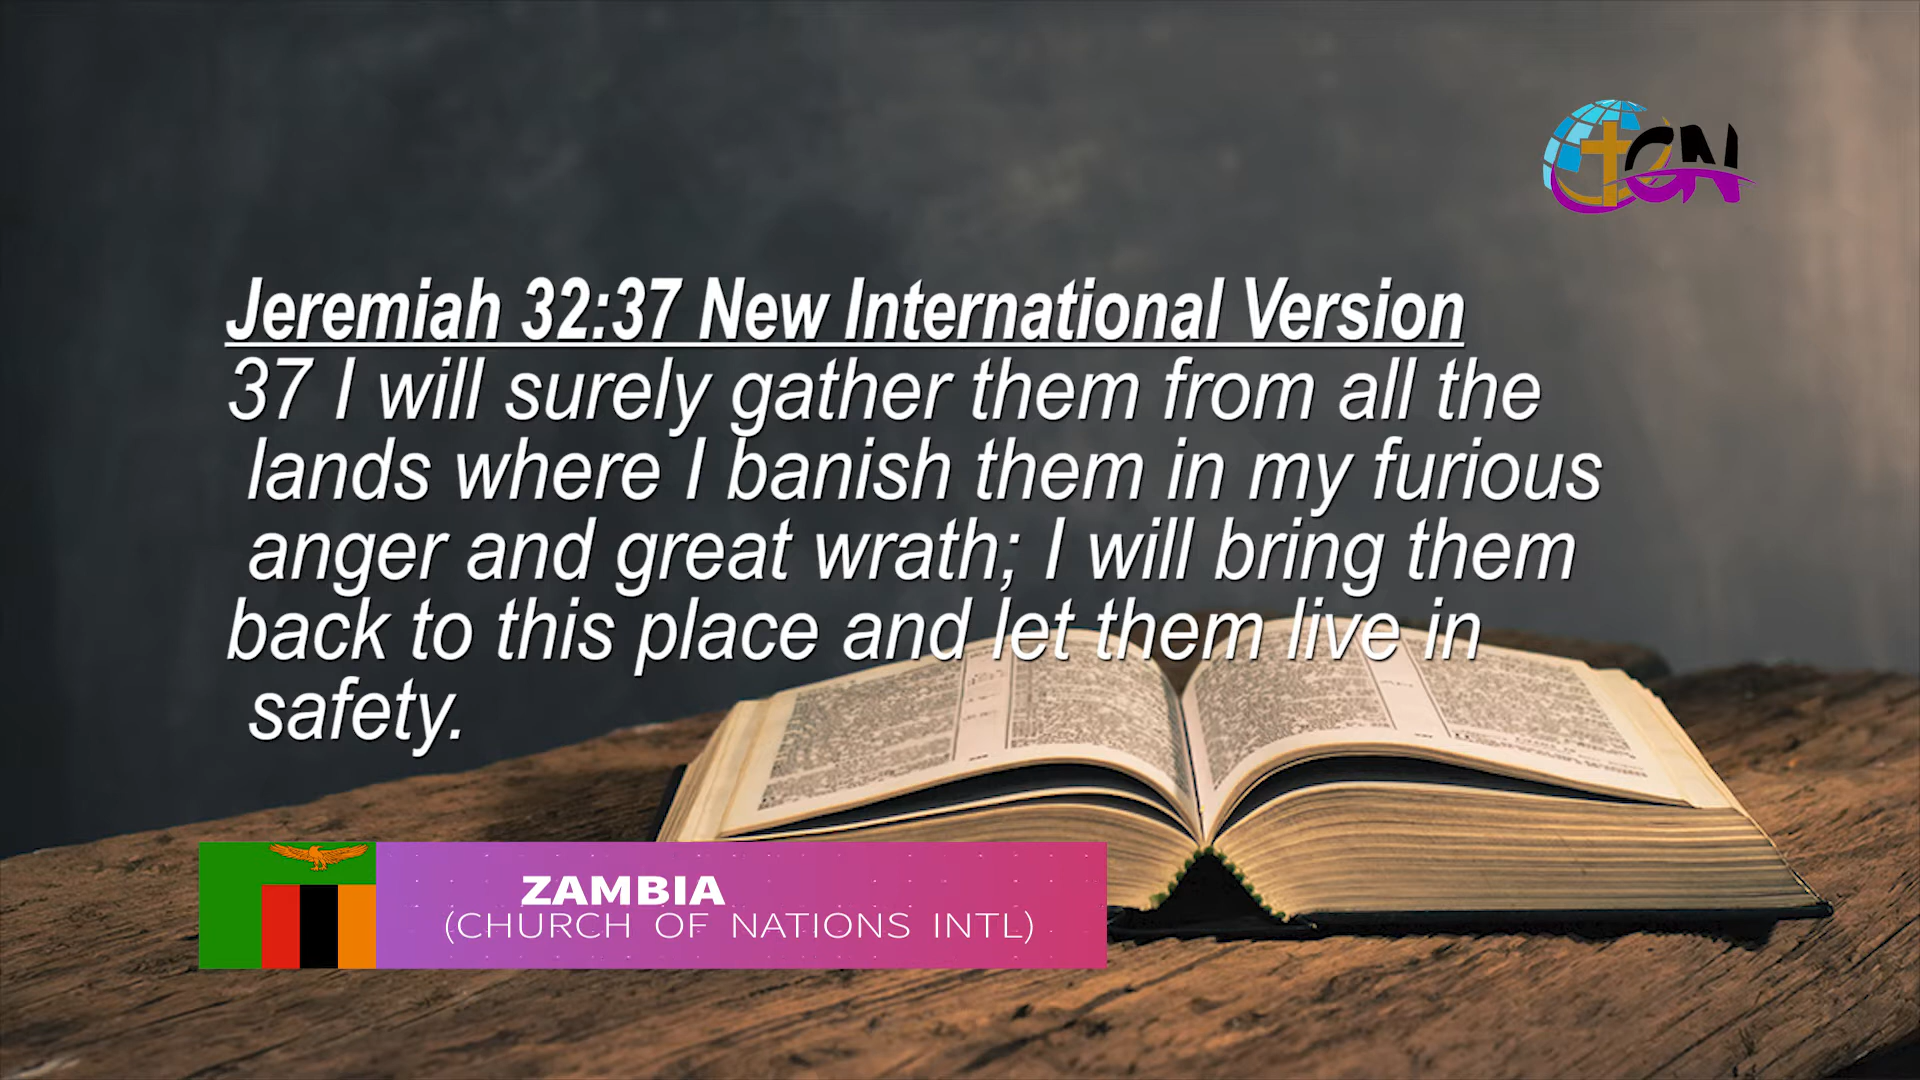 CN
Jeremiah 32:37 New International Version
37 I will surely gather them from all the
lands where I banish them in my furious
anger and great wrath; I will bring them
back to this place and let them live in
safety.
ZAMBIA
(CHURCH OF NATIONS INTL)